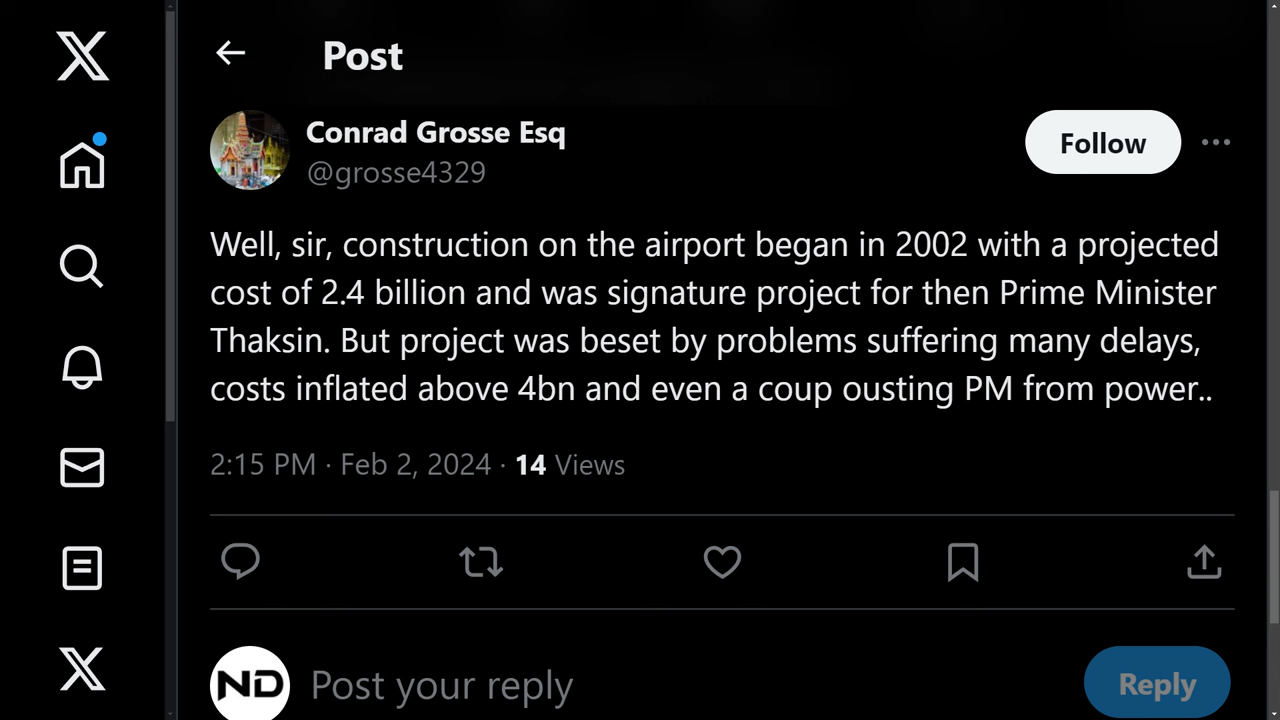 Post
Conrad Grosse Esq
@grosse4329
Follow
Well, sir, construction on the airport began in 2002 with a projected
cost of 2.4 billion and was signature project for then Prime Minister
Thaksin. But project was beset by problems suffering many delays,
costs inflated above 4bn and even a coup ousting PM from power..
2:15 PM · Feb 2, 2024 · 14 Views
ND
Post your reply
Reply